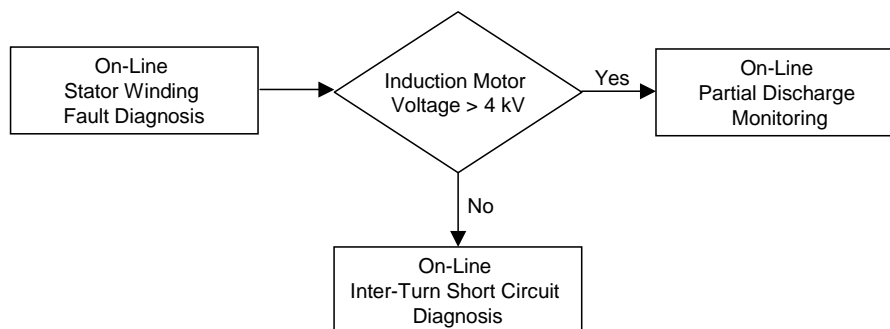 On-Line
Stator Winding
Fault Diagnosis
Induction Motor
Voltage > 4 kV
Yes
On-Line
Partial Discharge
Monitoring
No
On-Line
Inter-Turn Short Circuit
Diagnosis